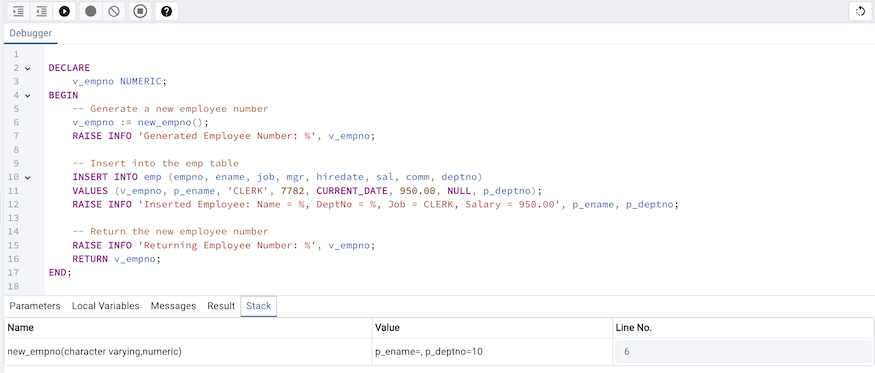 Debugger
1
2 DECLARE
3 v_empno NUMERIC;
4 BEGIN
5 -- Generate a new employee number
6 v_empno := new_empno();
7 RAISE INFO 'Generated Employee Number: %', v_empno;
8
9 -- Insert into the emp table
10 INSERT INTO emp (empno, ename, job, mgr, hiredate, sal, comm, deptno)
11 VALUES (v_empno, p_ename, 'CLERK', 7782, CURRENT_DATE, 950.00, NULL, p_deptno);
12 RAISE INFO 'Inserted Employee: Name = %, DeptNo = %, Job = CLERK, Salary = 950.00', p_ename, p_deptno;
13
14 -- Return the new employee number
15 RAISE INFO 'Returning Employee Number: %', v_empno;
16 RETURN v_empno;
17 END;
18
Parameters Local Variables Messages Result Stack
Name Value Line No.
new_empno(character varying,numeric) p_ename=, p_deptno=10 6